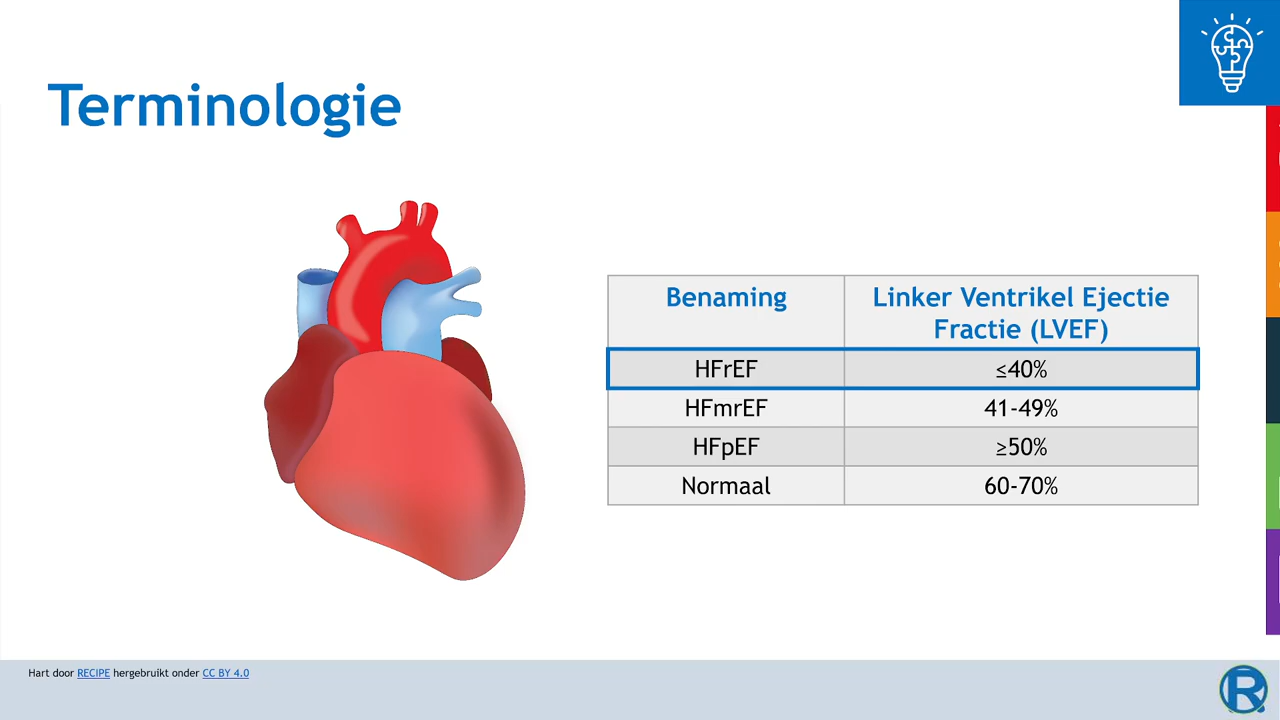 Terminologie
Benaming
Linker Ventrikel Ejectie
Fractie (LVEF)
HFrEF ≤40%
HFmrEF 41-49%
HFpEF ≥50%
Normaal 60-70%
Hart door RECIPE hergebruikt onder CC BY 4.0
R